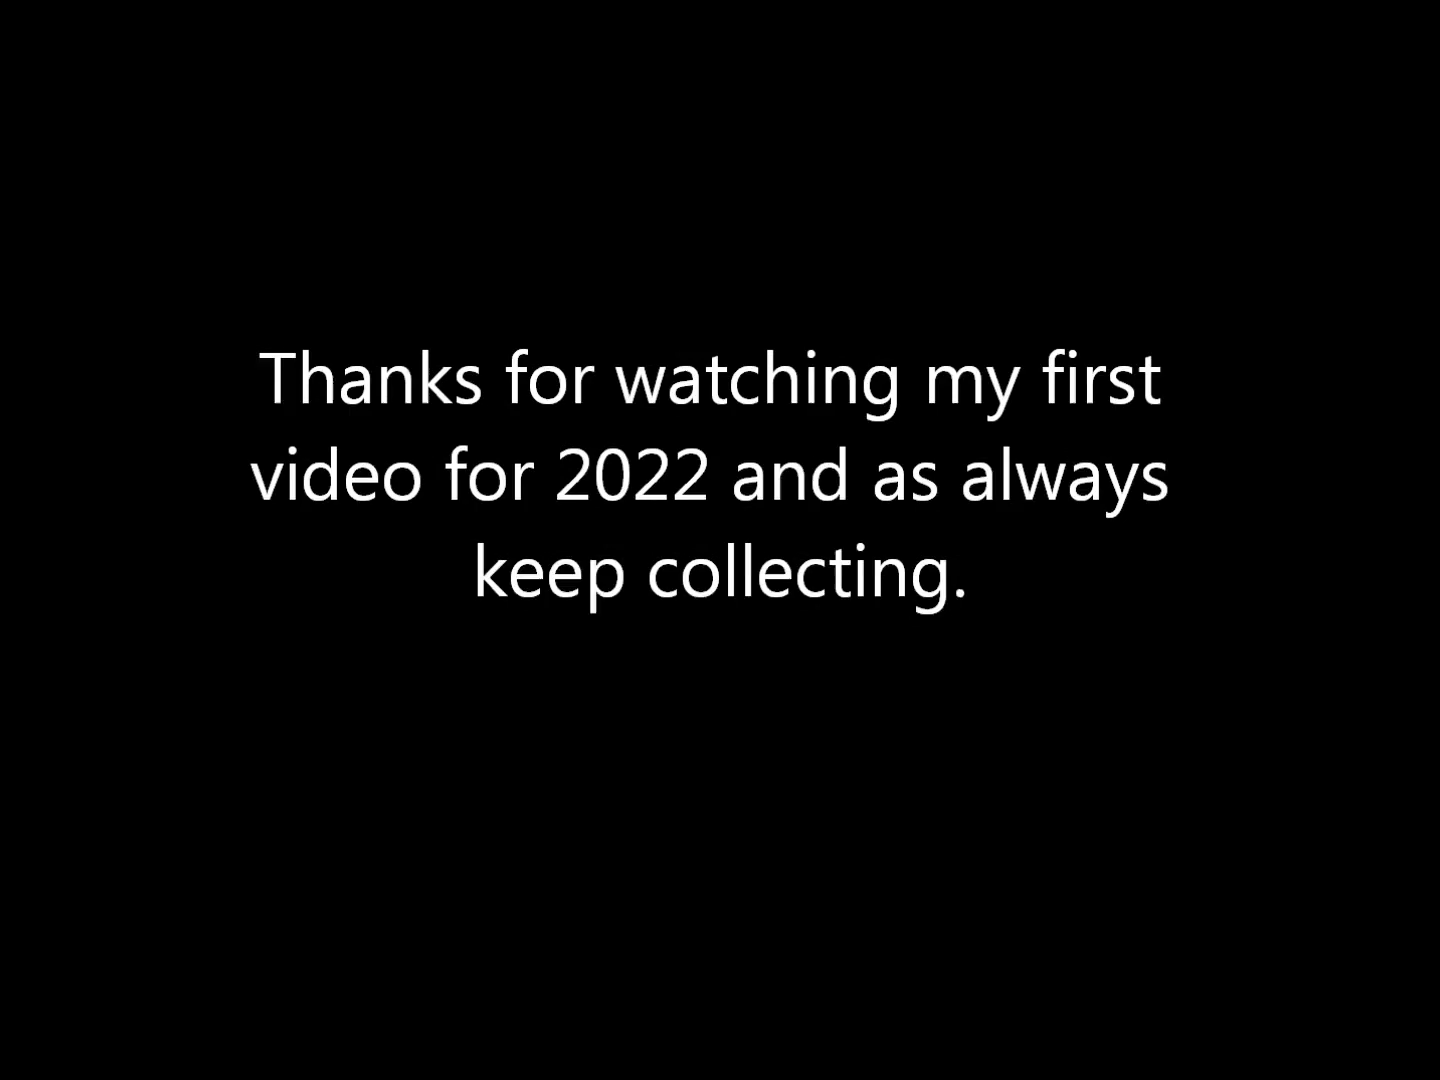 Thanks for watching my first
video for 2022 and as always
keep collecting.